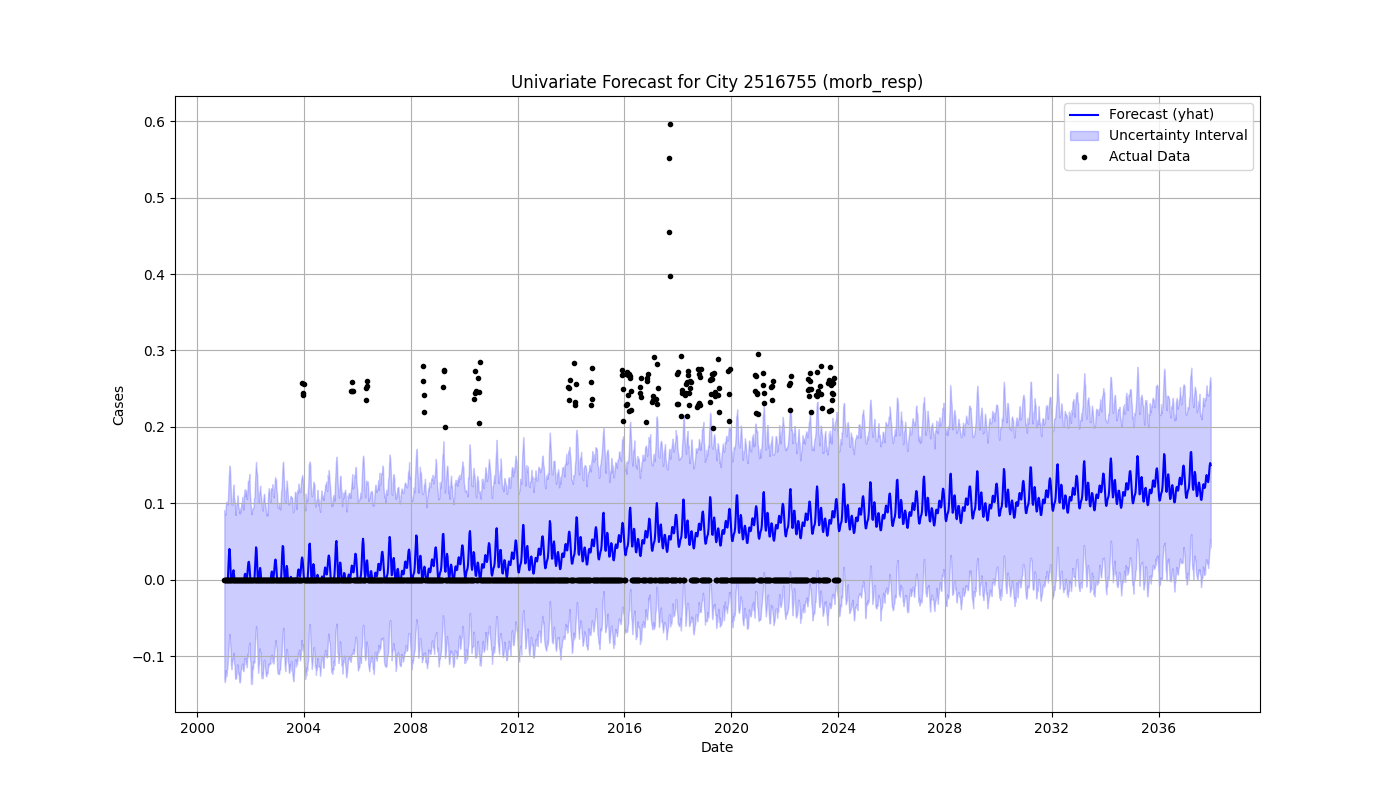 Univariate Forecast for City 2516755 (morb_resp)
Forecast (yhat)
Uncertainty Interval
Actual Data
Cases
0.6
0.5
0.4
0.3
0.2
0.1
0.0
−0.1
2000 2004 2008 2012 2016 2020 2024 2028 2032 2036
Date